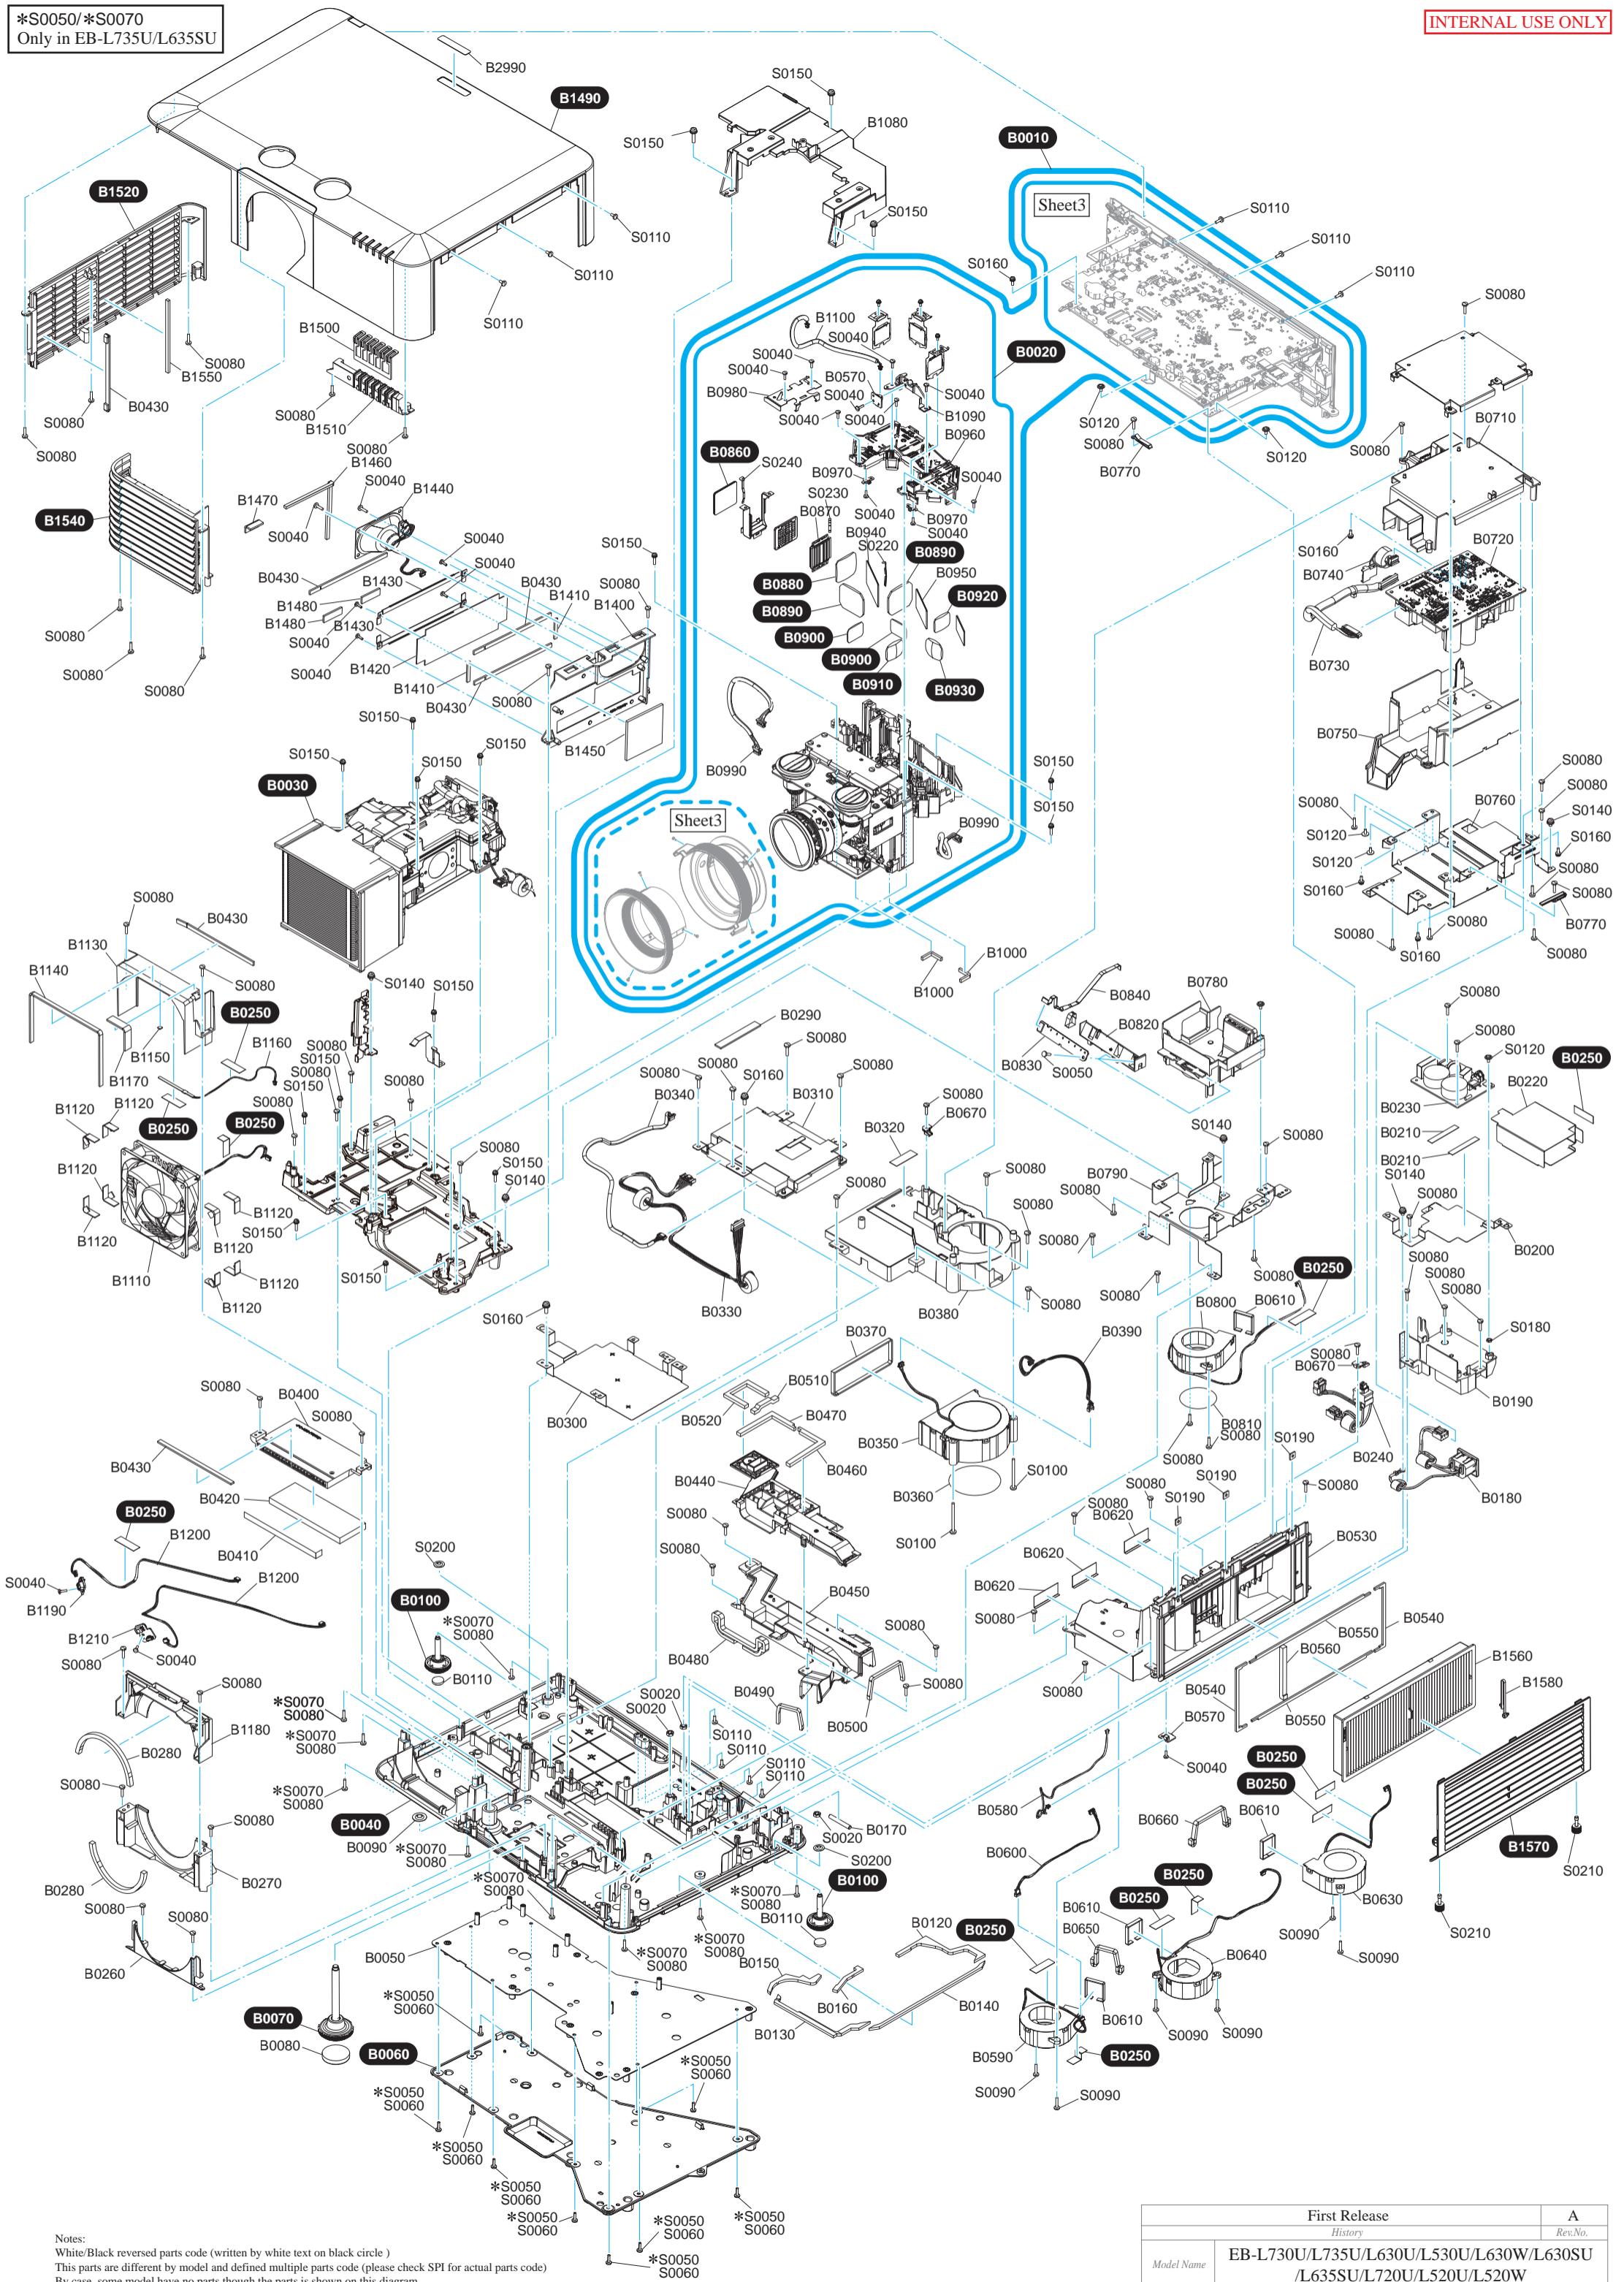 *S0050/*S0070
Only in EB-L735U/L635SU
INTERNAL USE ONLY
B2990
B1490
S0150
S0150
B1080
B0010
Sheet3
S0110
S0110
S0110
B1520
S0150
S0110
S0110
S0110
S0160
S0080
B1100
S0040
B0020
B1500
S0080
B1550
B0430
S0080
S0080
S0080
B1510
S0080
S0040
S0040
B0980
B0570
S0040
S0040
S0040
S0040
B1090
B0960
S0120
S0080
B0770
S0120
B0710
S0080
B0860
S0240
B0970
S0040
S0040
B0970
S0040
S0230
B0870
B0940
S0220
B0890
B0950
B0920
B0880
B0890
B0900
B0900
B0910
B0930
S0160
B0740
B0720
B0730
B1460
B1470
S0040
B1440
S0040
B1540
S0040
S0040
B0430
B1430
B0430
B1410
S0150
S0080
B1400
B1480
B1480
S0040
B1430
S0040
B1420
B1410
B0430
S0080
B1450
S0080
S0080
S0080
B0750
S0150
S0150
S0150
S0150
B0030
B0990
S0150
S0150
B0990
Sheet3
S0080
S0080
S0140
S0160
S0080
S0120
S0120
S0160
B0760
S0080
S0080
B0770
S0080
S0080
S0160
S0080
B1000
B1000
S0080
B0430
B1130
B1140
S0080
S0140
S0150
B0250
B1150
B1160
B1170
S0080
S0150
S0080
S0150
S0080
S0080
B1120
B1120
B0250
B0250
B1120
B1120
B1110
B1120
B1120
B1120
B1120
S0150
S0080
S0150
S0140
S0150
B0290
S0080
S0080
S0080
S0160
S0080
B0310
B0340
B0320
S0080
B0670
S0080
S0080
S0080
S0080
B0380
B0330
B0840
B0780
B0820
B0830
S0050
S0140
S0080
B0790
S0080
S0080
S0080
S0080
B0250
S0080
S0080
S0120
B0250
B0220
B0230
B0210
B0210
S0140
S0080
B0200
S0080
S0080
S0080
S0180
B0190
S0160
B0300
B0370
B0390
B0800
B0610
S0080
B0670
B0810
S0080
S0080
B0240
B0180
B0510
B0520
B0470
B0460
B0350
B0360
S0100
S0100
S0080
B0400
S0080
B0430
B0420
B0410
B0440
S0080
S0080
B0450
B0480
S0080
S0080
B0490
B0500
S0190
S0190
S0190
S0080
S0080
S0080
B0620
B0620
B0620
B0530
S0080
S0080
B0540
B0550
B0560
B0540
B0550
B1560
B1580
B0570
S0040
B0250
B1200
B1200
S0040
B1190
B1210
S0080
S0040
S0200
B0100
*S0070
S0080
B0110
S0080
B1180
B0280
S0080
*S0070
S0080
*S0070
S0080
*S0070
S0080
B0040
B0090
*S0070
S0080
*S0070
S0080
S0020
S0020
S0110
S0110
S0110
S0110
S0020
B0170
S0200
B0100
*S0070
S0080
B0110
S0080
B0280
B0270
S0080
S0080
B0260
B0580
B0600
B0250
B0250
B0660
B0610
B1570
S0210
S0210
B0630
S0090
S0090
B0250
B0250
B0610
B0650
B0640
S0090
S0090
B0250
B0610
B0590
B0250
S0090
S0090
B0050
*S0070
S0080
*S0070
S0080
B0120
B0150
B0160
B0130
B0140
B0070
B0080
B0060
*S0050
S0060
*S0050
S0060
*S0050
S0060
*S0050
S0060
*S0050
S0060
*S0050
S0060
*S0050
S0060
*S0050
S0060
*S0050
S0060
Notes:
White/Black reversed parts code (written by white text on black circle )
This parts are different by model and defined multiple parts code (please check SPI for actual parts code)
By case, some model have no parts though the parts is shown on this diagram
First Release
A
History
Rev.No.
Model Name
EB-L730U/L735U/L630U/L530U/L630W/L630SU
/L635SU/L720U/L520U/L520W